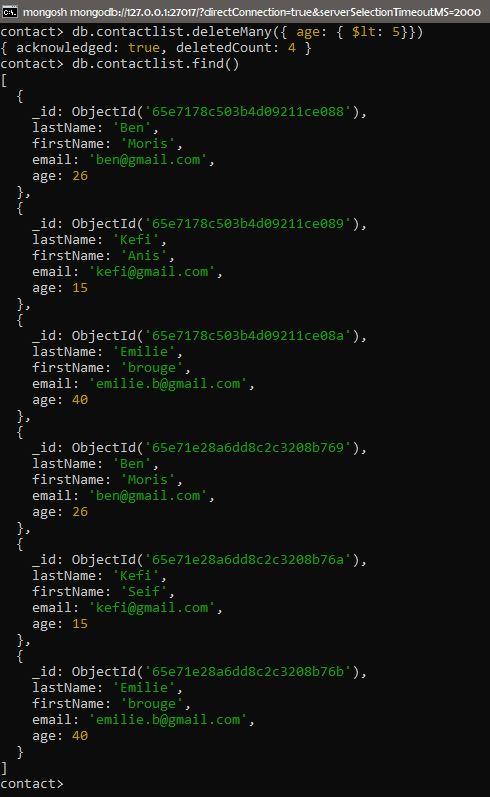 mongosh mongodb://127.0.0.1:27017/?directConnection=true&serverSelectionTimeoutMS=2000
contact> db.contactlist.deleteMany({ age: { $lt: 5}})
{ acknowledged: true, deletedCount: 4 }
contact> db.contactlist.find()
[
  {
    _id: ObjectId('65e7178c503b4d09211ce088'),
    lastName: 'Ben',
    firstName: 'Moris',
    email: 'ben@gmail.com',
    age: 26
  },
  {
    _id: ObjectId('65e7178c503b4d09211ce089'),
    lastName: 'Kefi',
    firstName: 'Anis',
    email: 'kefi@gmail.com',
    age: 15
  },
  {
    _id: ObjectId('65e7178c503b4d09211ce08a'),
    lastName: 'Emilie',
    firstName: 'brouge',
    email: 'emilie.b@gmail.com',
    age: 40
  },
  {
    _id: ObjectId('65e71e28a6dd8c2c3208b769'),
    lastName: 'Ben',
    firstName: 'Moris',
    email: 'ben@gmail.com',
    age: 26
  },
  {
    _id: ObjectId('65e71e28a6dd8c2c3208b76a'),
    lastName: 'Kefi',
    firstName: 'Seif',
    email: 'kefi@gmail.com',
    age: 15
  },
  {
    _id: ObjectId('65e71e28a6dd8c2c3208b76b'),
    lastName: 'Emilie',
    firstName: 'brouge',
    email: 'emilie.b@gmail.com',
    age: 40
  }
]
contact>